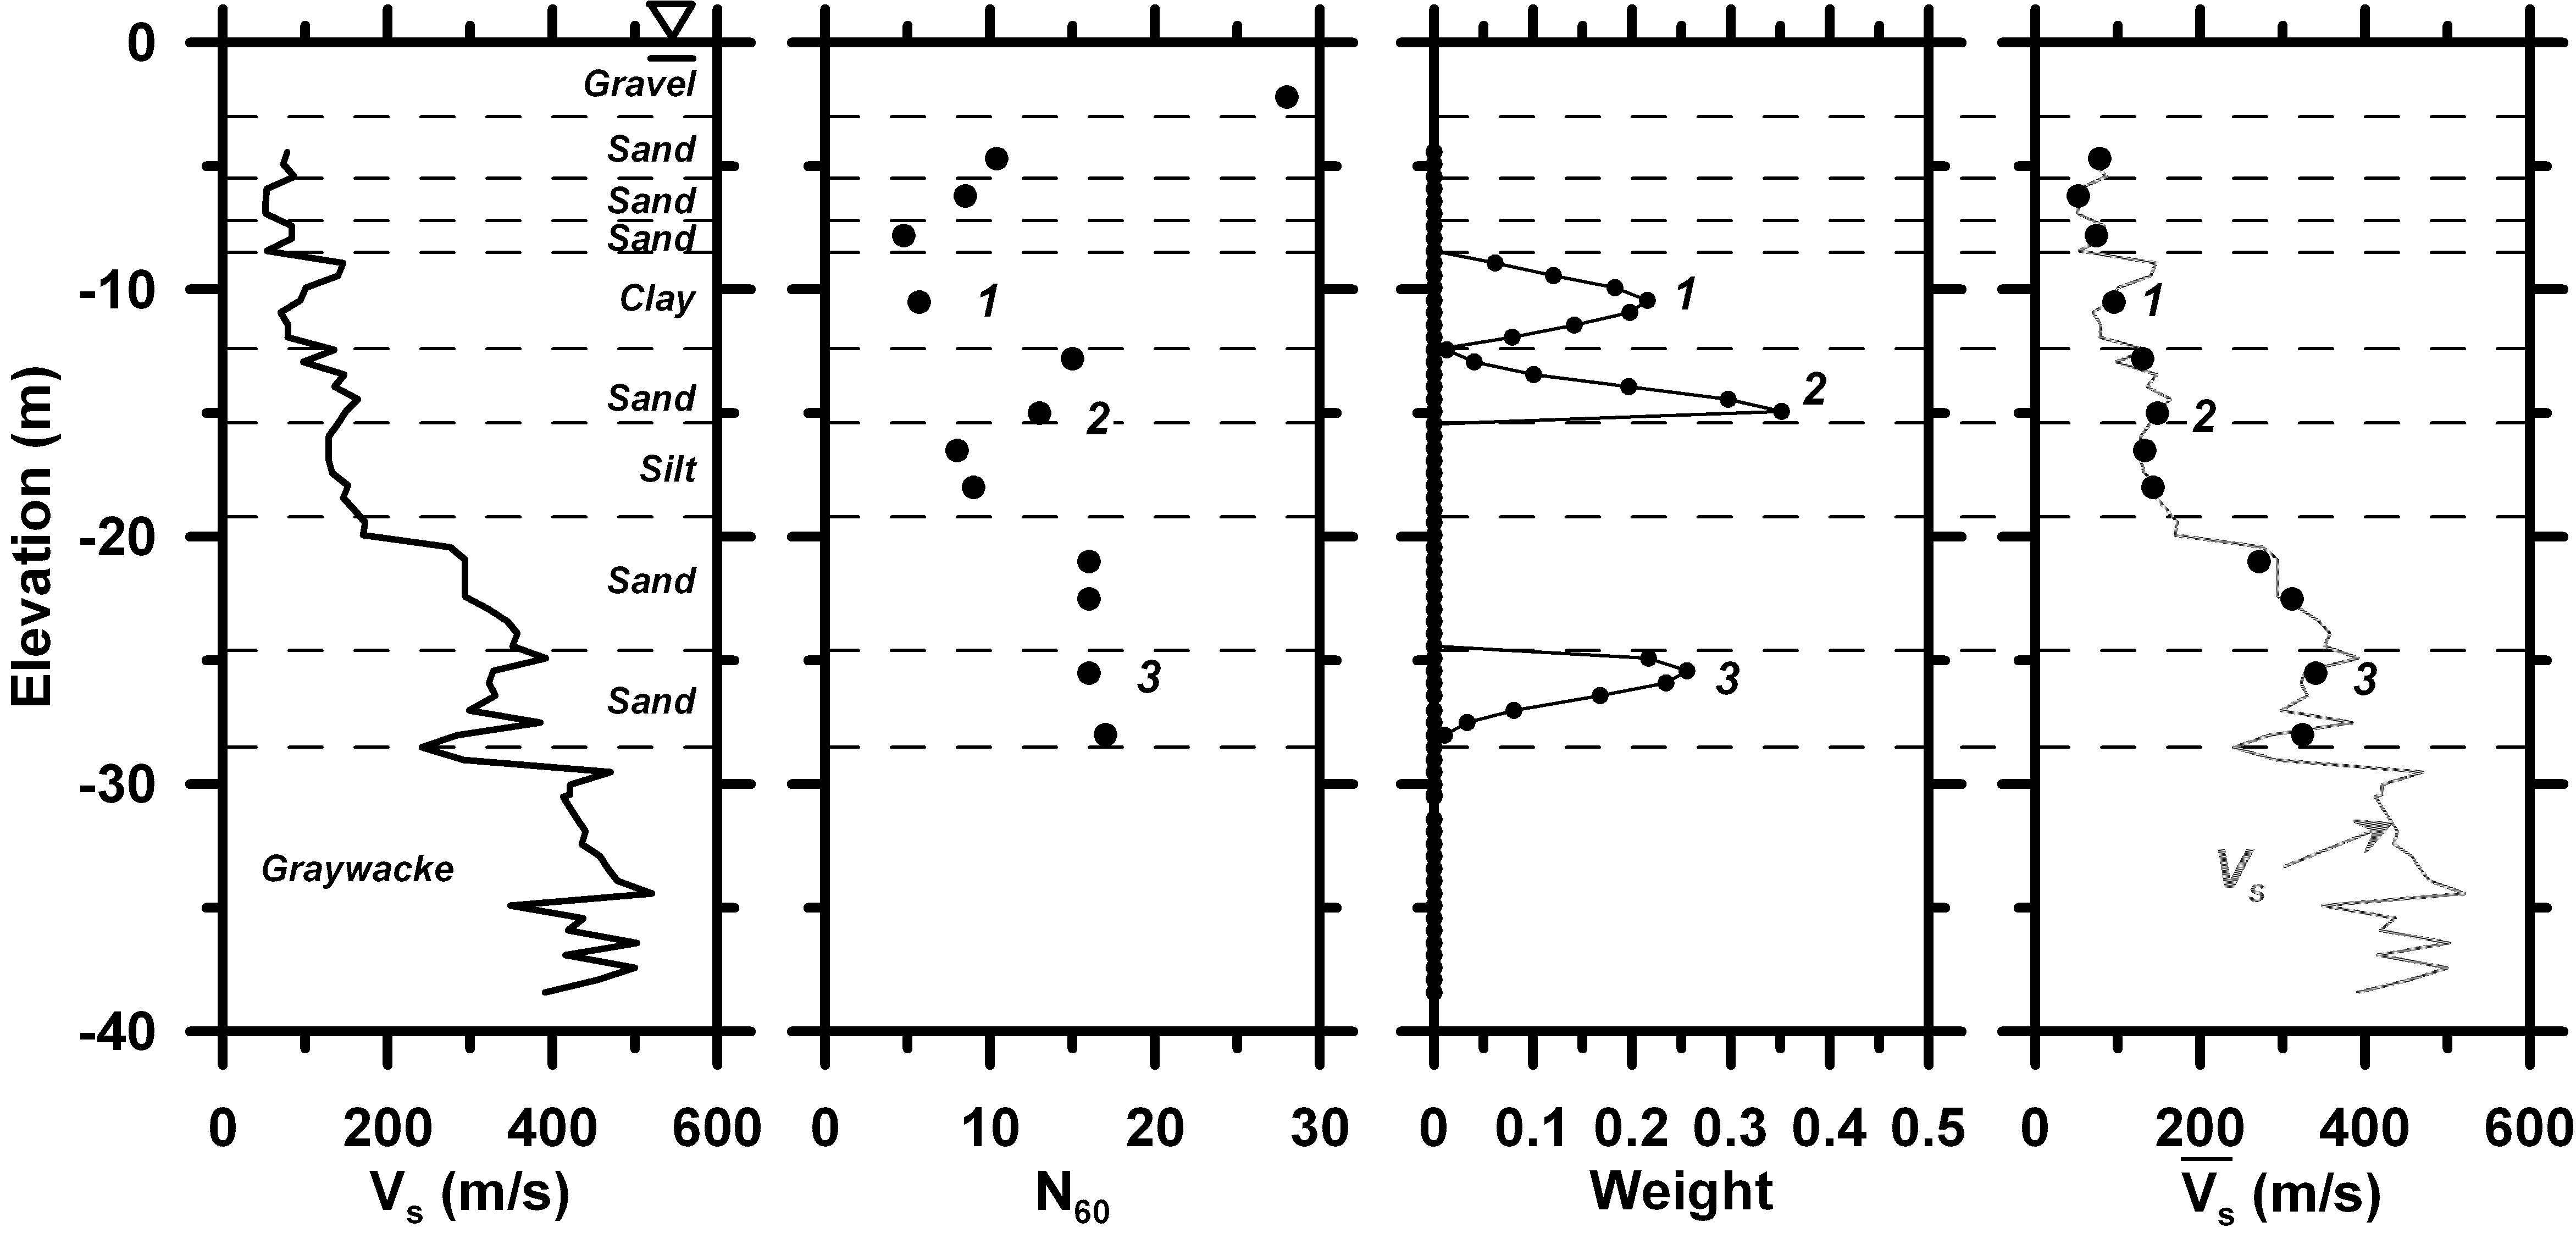 0
-10
-20
-30
-40
Elevation (m)
Gravel
Sand
Sand
Sand
Clay
Sand
Silt
Sand
Sand
Graywacke
0 200 400 600
Vs (m/s)
1
2
3
0 10 20 30
N60
1
2
3
0 0.1 0.2 0.3 0.4 0.5
Weight
1
2
3
Vs
0 200 400 600
V̅s (m/s)